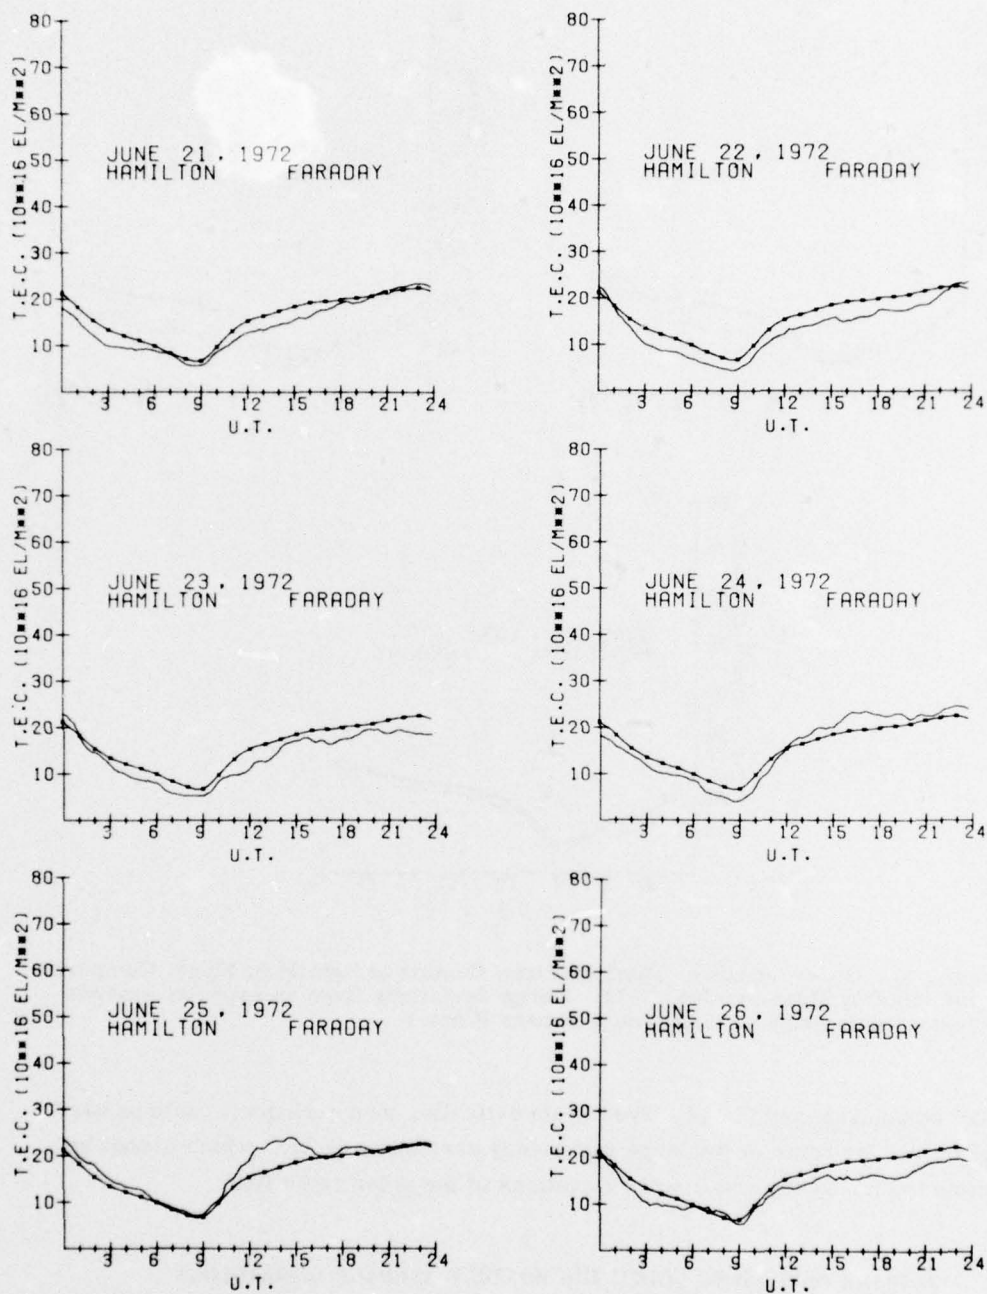 80
70
60
50
40
30
20
10
T.E.C. (10■■16 EL/M■■2)
JUNE 21, 1972
HAMILTON FARADAY
3 6 9 12 15 18 21 24
U.T.
80
70
60
50
40
30
20
10
T.E.C. (10■■16 EL/M■■2)
JUNE 22, 1972
HAMILTON FARADAY
3 6 9 12 15 18 21 24
U.T.
80
70
60
50
40
30
20
10
T.E.C. (10■■16 EL/M■■2)
JUNE 23, 1972
HAMILTON FARADAY
3 6 9 12 15 18 21 24
U.T.
80
70
60
50
40
30
20
10
T.E.C. (10■■16 EL/M■■2)
JUNE 24, 1972
HAMILTON FARADAY
3 6 9 12 15 18 21 24
U.T.
80
70
60
50
40
30
20
10
T.E.C. (10■■16 EL/M■■2)
JUNE 25, 1972
HAMILTON FARADAY
3 6 9 12 15 18 21 24
U.T.
80
70
60
50
40
30
20
10
T.E.C. (10■■16 EL/M■■2)
JUNE 26, 1972
HAMILTON FARADAY
3 6 9 12 15 18 21 24
U.T.